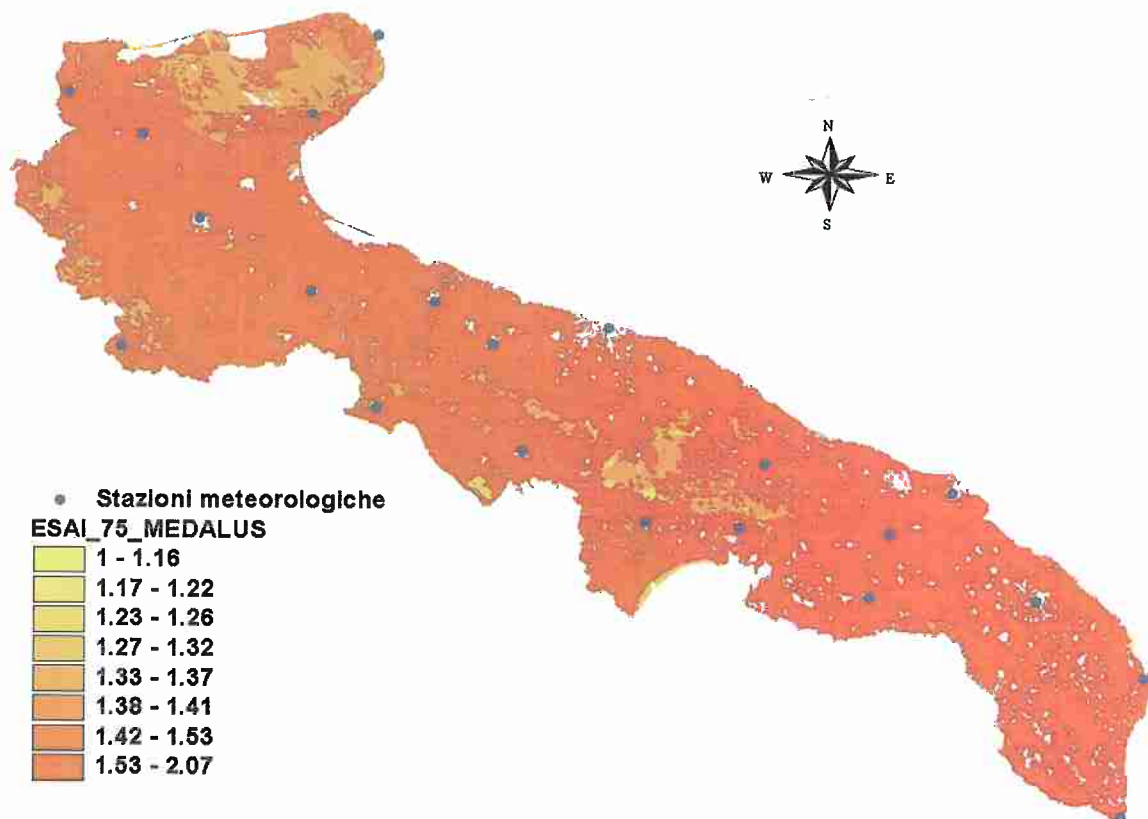 N
W E
S
Stazioni meteorologiche
ESAI_75_MEDALUS
1 - 1.16
1.17 - 1.22
1.23 - 1.26
1.27 - 1.32
1.33 - 1.37
1.38 - 1.41
1.42 - 1.53
1.53 - 2.07